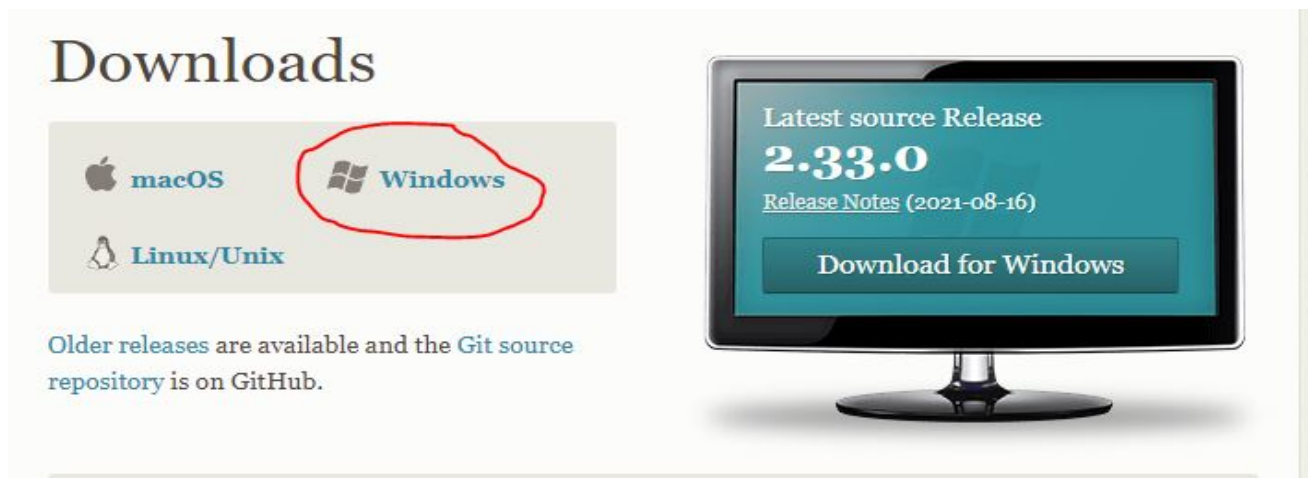 Downloads
macOS
Windows
Linux/Unix
Older releases are available and the Git source
repository is on GitHub.
Latest source Release
2.33.0
Release Notes (2021-08-16)
Download for Windows